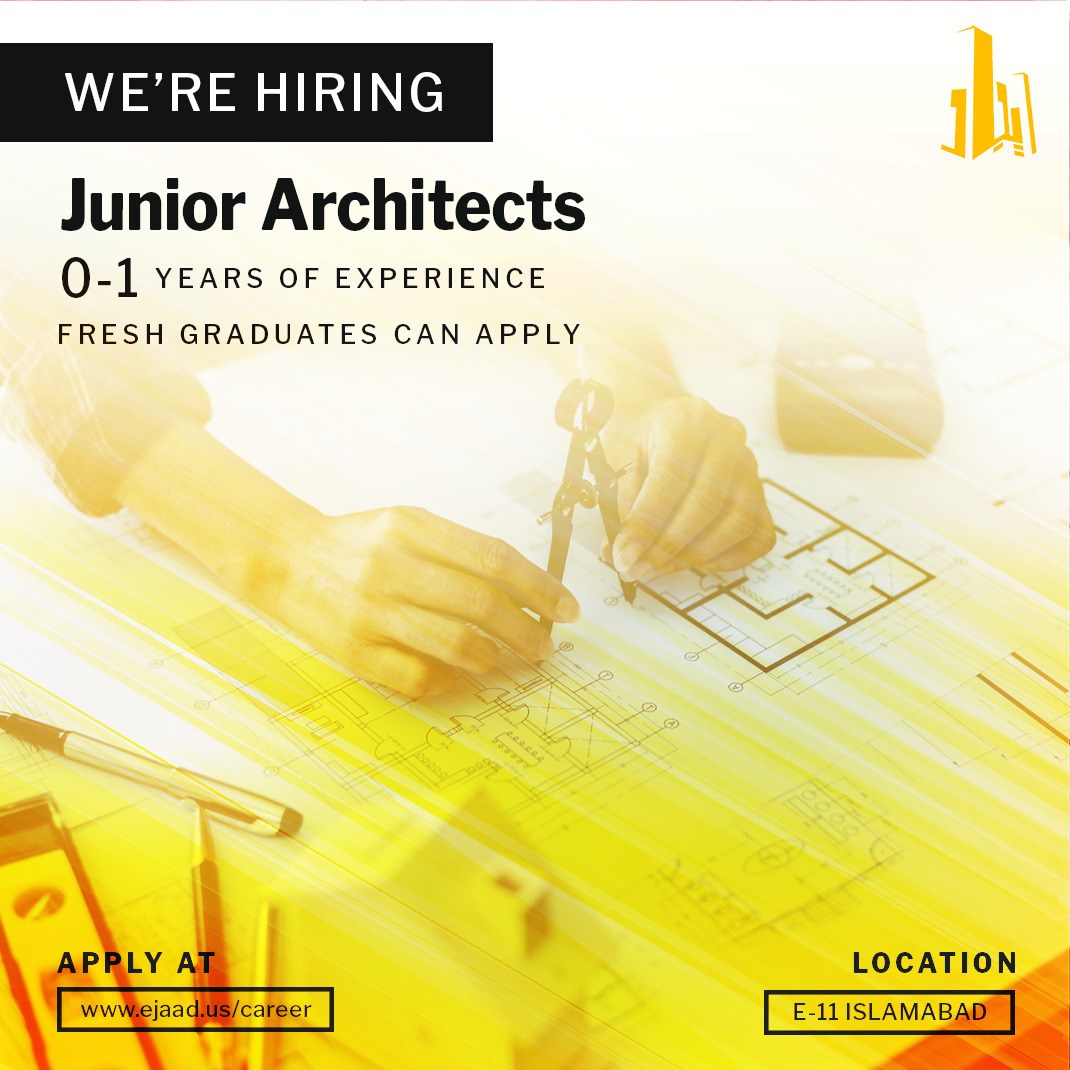 WE'RE HIRING
Junior Architects
0-1 YEARS OF EXPERIENCE
FRESH GRADUATES CAN APPLY
APPLY AT
www.ejaad.us/career
LOCATION
E-11 ISLAMABAD